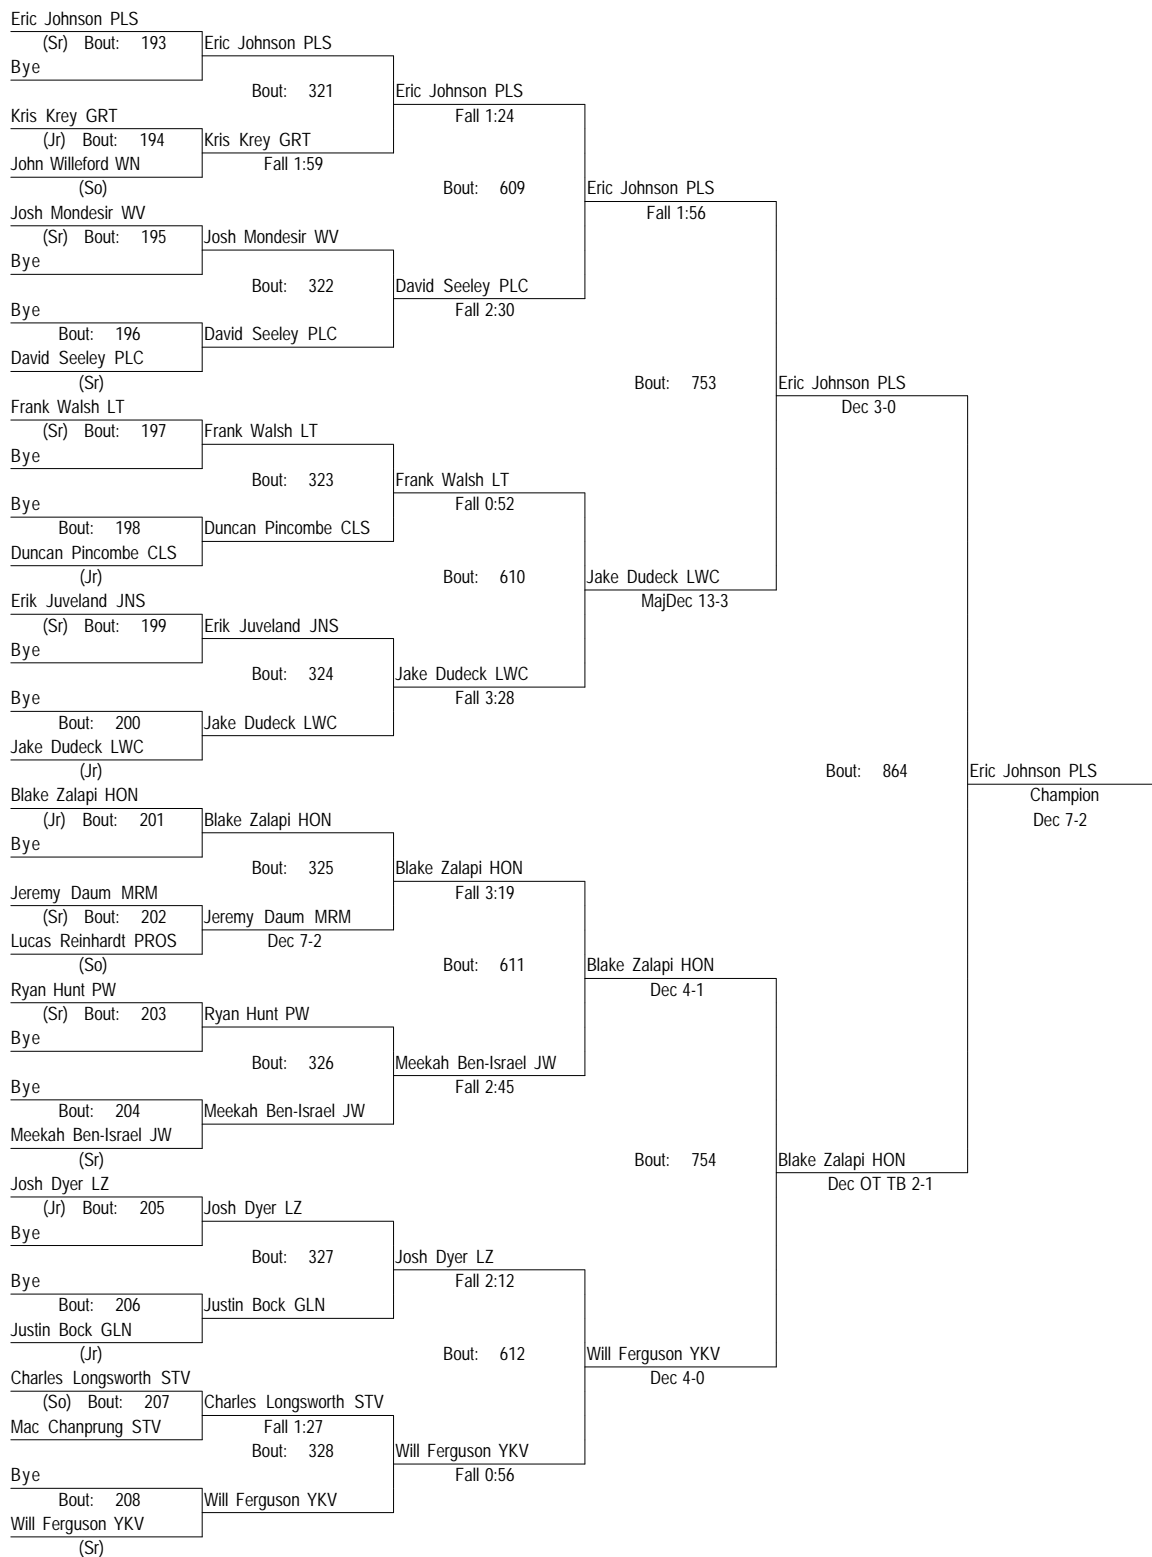 Eric Johnson PLS
(Sr) Bout: 193 Eric Johnson PLS
Bye
Bout: 321 Eric Johnson PLS
Kris Krey GRT Fall 1:24
(Jr) Bout: 194 Kris Krey GRT
John Willeford WN Fall 1:59
(So) Bout: 609 Eric Johnson PLS
Josh Mondesir WV Fall 1:56
(Sr) Bout: 195 Josh Mondesir WV
Bye
Bout: 322 David Seeley PLC
Bye Fall 2:30
Bout: 196 David Seeley PLC
David Seeley PLC
(Sr) Bout: 753 Eric Johnson PLS
Frank Walsh LT Dec 3-0
(Sr) Bout: 197 Frank Walsh LT
Bye
Bout: 323 Frank Walsh LT
Bye Fall 0:52
Bout: 198 Duncan Pincombe CLS
Duncan Pincombe CLS
(Jr) Bout: 610 Jake Dudeck LWC
Erik Juveland JNS MajDec 13-3
(Sr) Bout: 199 Erik Juveland JNS
Bye
Bout: 324 Jake Dudeck LWC
Bye Fall 3:28
Bout: 200 Jake Dudeck LWC
Jake Dudeck LWC
(Jr) Bout: 864 Eric Johnson PLS
Blake Zalapi HON Champion
(Jr) Bout: 201 Blake Zalapi HON Dec 7-2
Bye
Bout: 325 Blake Zalapi HON
Jeremy Daum MRM Fall 3:19
(Sr) Bout: 202 Jeremy Daum MRM
Lucas Reinhardt PROS Dec 7-2
(So) Bout: 611 Blake Zalapi HON
Ryan Hunt PW Dec 4-1
(Sr) Bout: 203 Ryan Hunt PW
Bye
Bout: 326 Meekah Ben-Israel JW
Bye Fall 2:45
Bout: 204 Meekah Ben-Israel JW
Meekah Ben-Israel JW
(Sr) Bout: 754 Blake Zalapi HON
Josh Dyer LZ Dec OT TB 2-1
(Jr) Bout: 205 Josh Dyer LZ
Bye
Bout: 327 Josh Dyer LZ
Bye Fall 2:12
Bout: 206 Justin Bock GLN
Justin Bock GLN
(Jr) Bout: 612 Will Ferguson YKV
Charles Longsworth STV Dec 4-0
(So) Bout: 207 Charles Longsworth STV
Mac Chanprung STV Fall 1:27
Bout: 328 Will Ferguson YKV
Bye Fall 0:56
Bout: 208 Will Ferguson YKV
Will Ferguson YKV
(Sr)